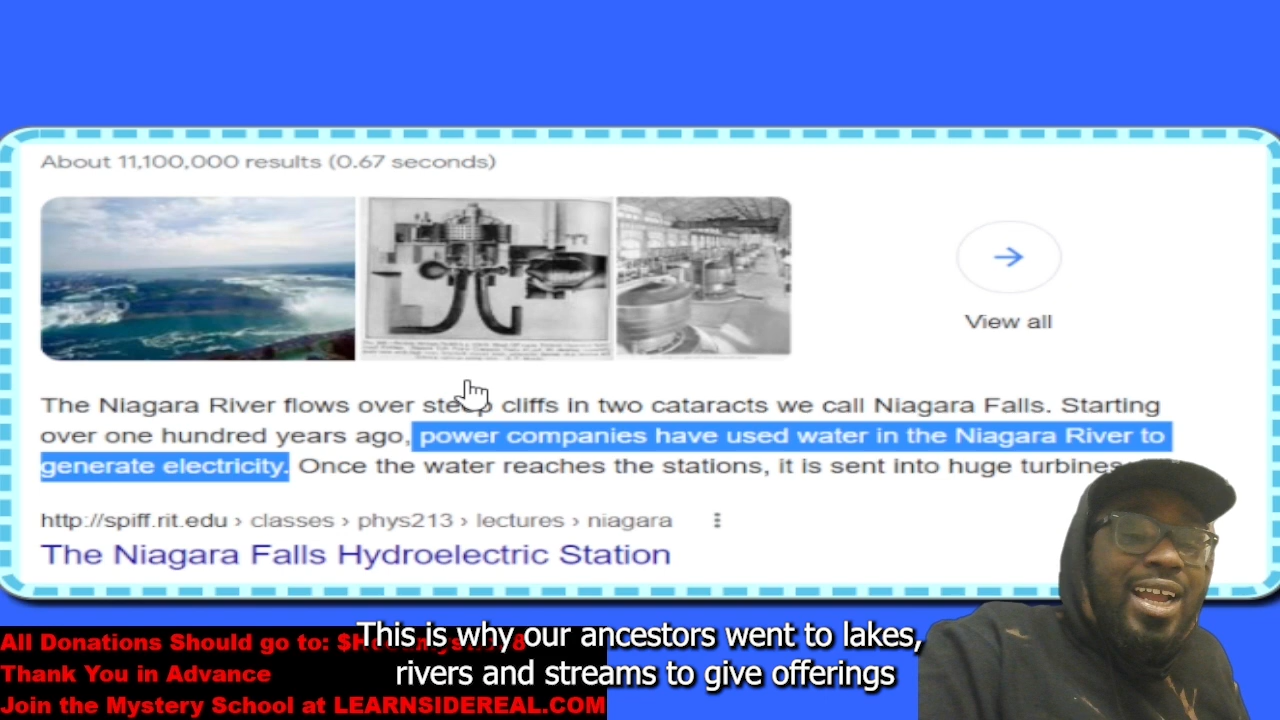 About 11,100,000 results (0.67 seconds)
View all
The Niagara River flows over steep cliffs in two cataracts we call Niagara Falls. Starting
over one hundred years ago, power companies have used water in the Niagara River to
generate electricity. Once the water reaches the stations, it is sent into huge turbines
http://spiff.rit.edu › classes › phys213 › lectures › niagara
The Niagara Falls Hydroelectric Station
This is why our ancestors went to lakes,
rivers and streams to give offerings
All Donations Should go to:
Thank You in Advance
Join the Mystery School at LEARNSIDEREAL.COM